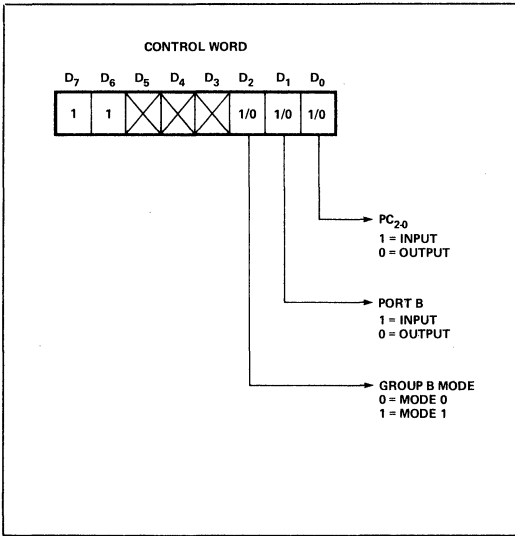 CONTROL WORD
D7 D6 D5 D4 D3 D2 D1 D0
1 1 1/0 1/0 1/0
PC2-0
1 = INPUT
0 = OUTPUT
PORT B
1 = INPUT
0 = OUTPUT
GROUP B MODE
0 = MODE 0
1 = MODE 1